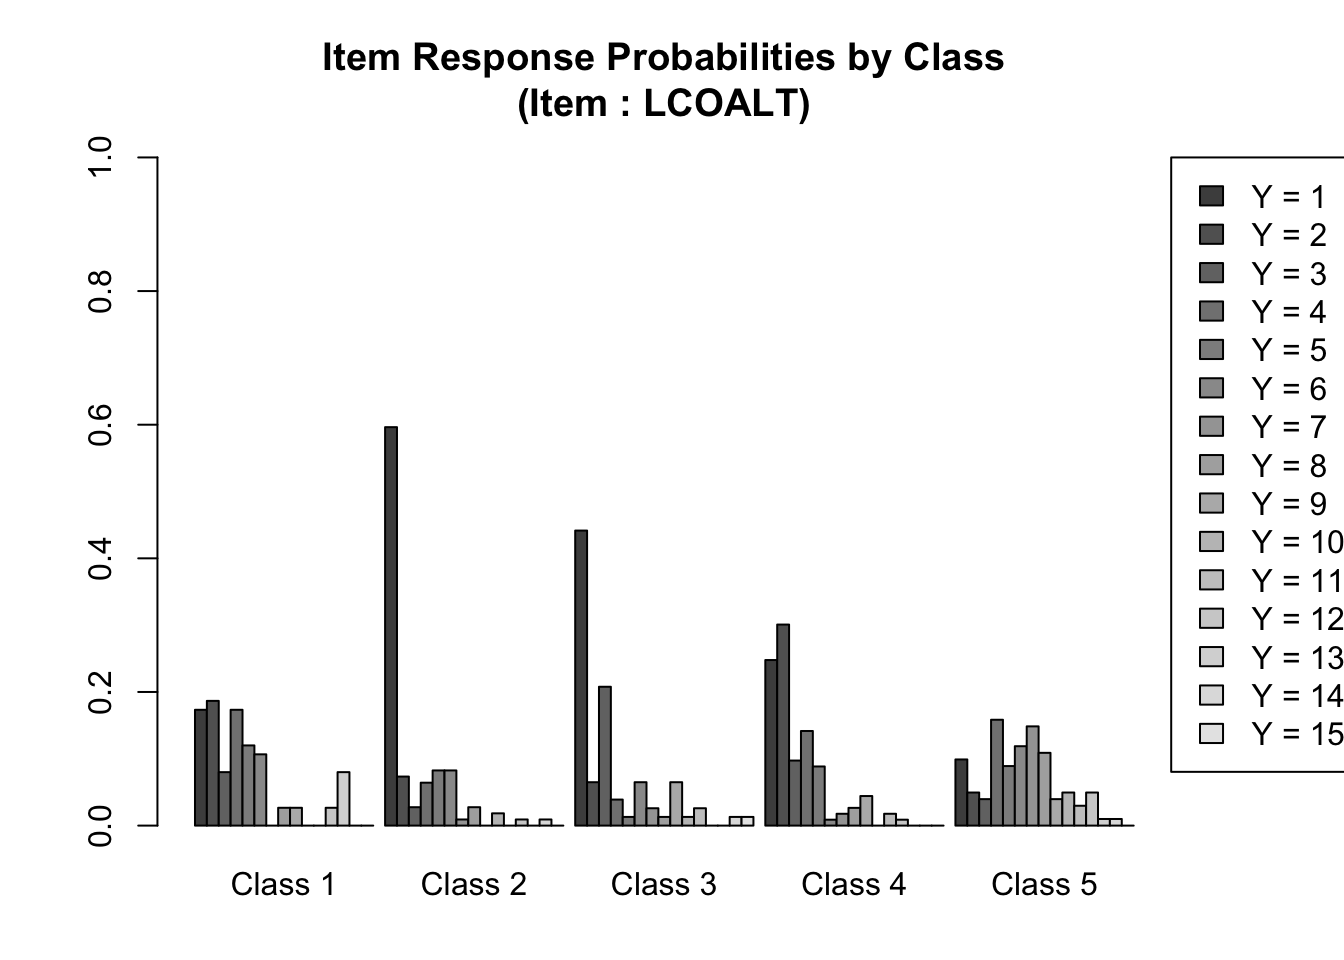 Item Response Probabilities by Class
(Item : LCOALT)
1.0
0.8
0.6
0.4
0.2
0.0
Class 1
Class 2
Class 3
Class 4
Class 5
Y = 1
Y = 2
Y = 3
Y = 4
Y = 5
Y = 6
Y = 7
Y = 8
Y = 9
Y = 10
Y = 11
Y = 12
Y = 13
Y = 14
Y = 15